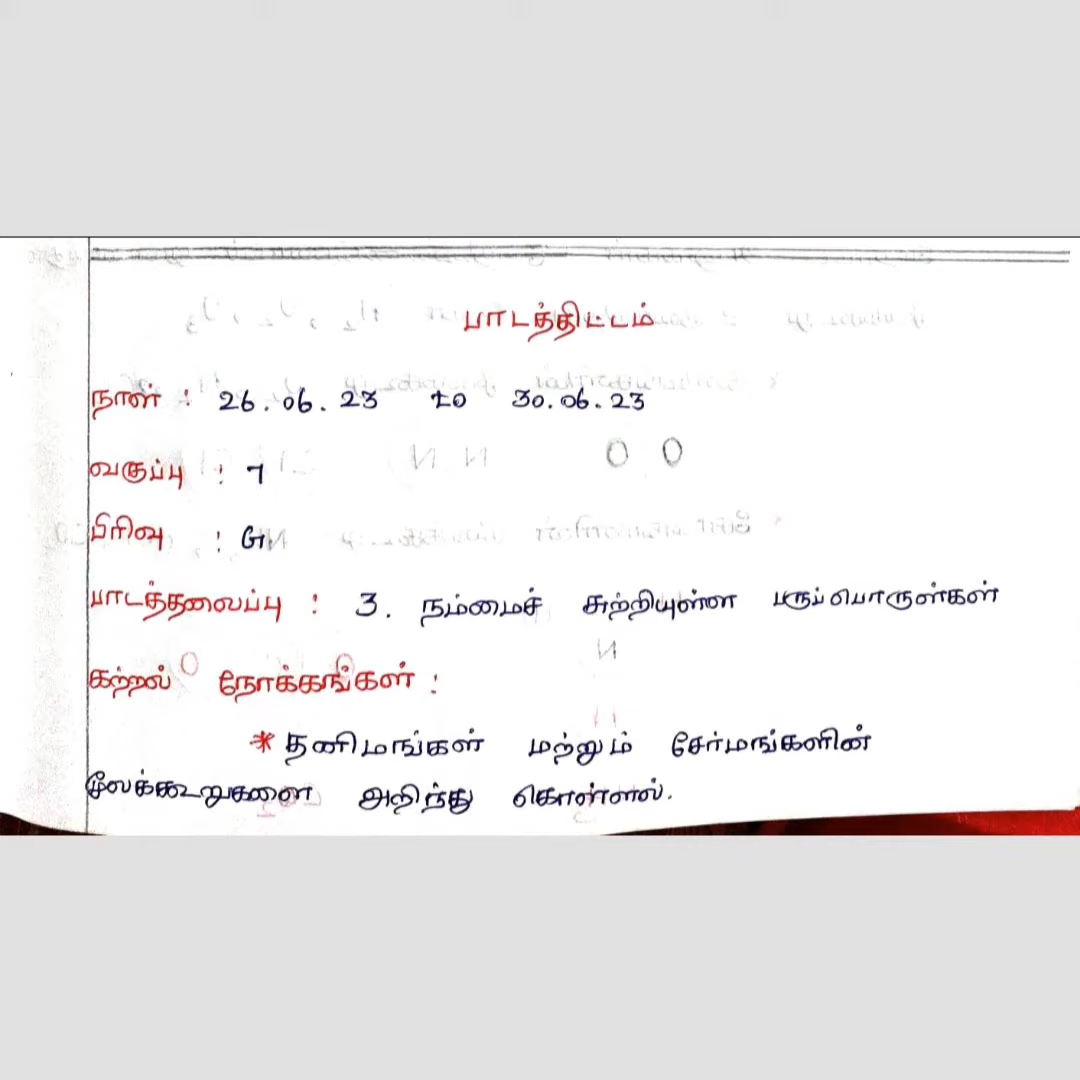 பாடத்திட்டம்
நாள் : 26.06.23 to 30.06.23
வகுப்பு : 7
பிரிவு : G
பாடத்தலைப்பு : 3. நம்மைச் சுற்றியுள்ள பருப்பொருள்கள்
கற்றல் நோக்கங்கள் :
* தனிமங்கள் மற்றும் சேர்மங்களின்
மூலக்கூறுகளை அறிந்து கொள்ளல்.